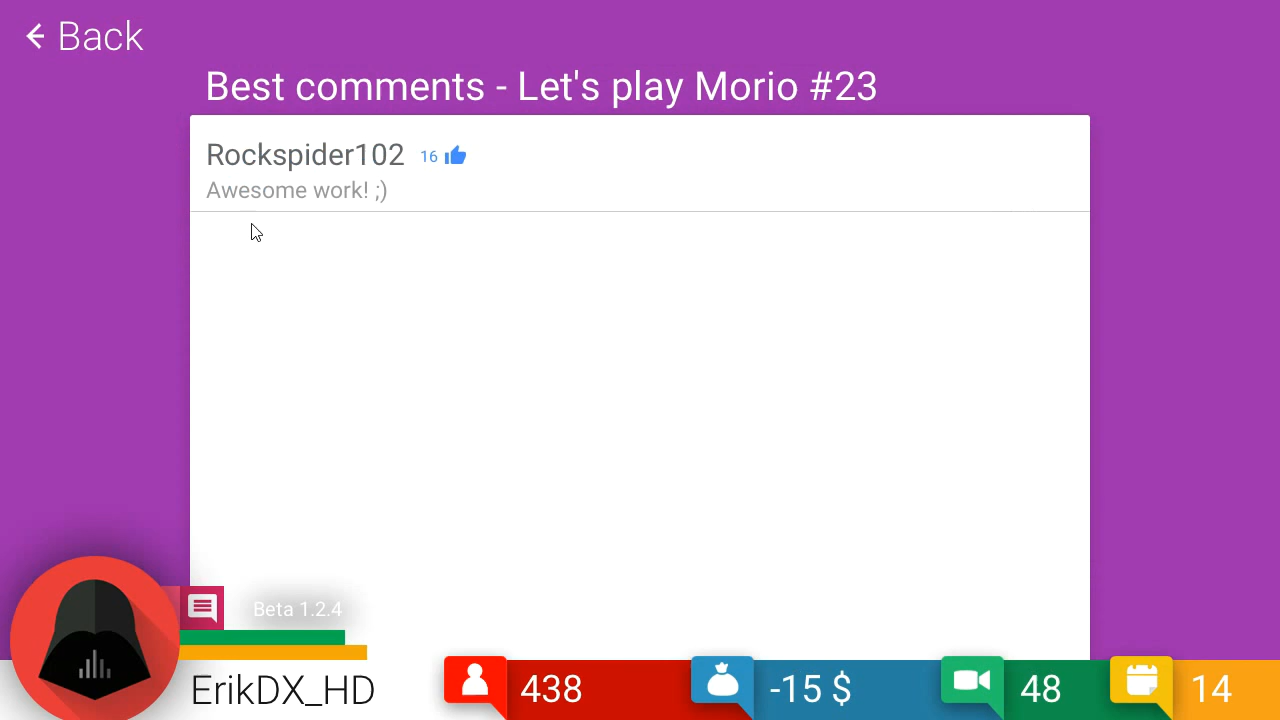 Back
Best comments - Let's play Morio #23
Rockspider102 16
Awesome work! ;)
Beta 1.2.4
ErikDX_HD 438 -15 $ 48 14